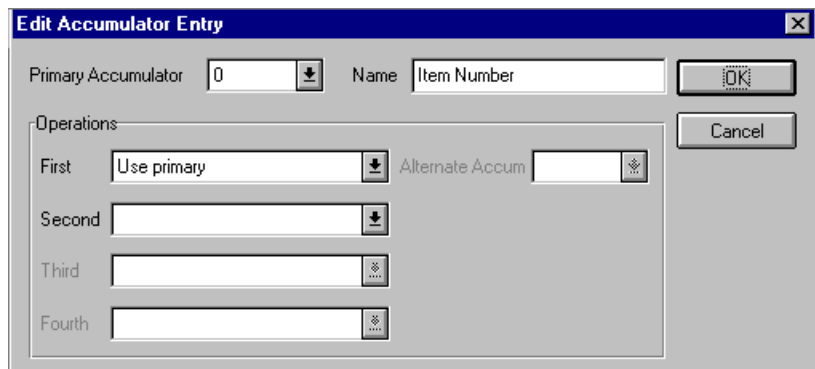 Edit Accumulator Entry
Primary Accumulator 0 Name Item Number OK
Operations Cancel
First Use primary Alternate Accum
Second
Third
Fourth